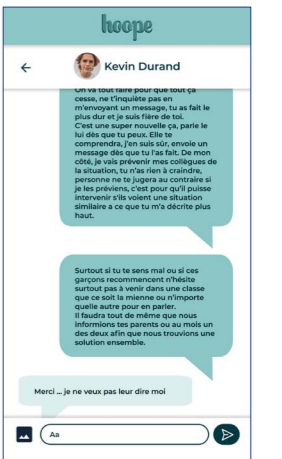 hoope
Kevin Durand
On va tout faire pour que tout ça
cesse, ne t'inquiète pas en
m'envoyant un message, tu as fait le
plus dur et je suis fière de toi.
C'est une super nouvelle ça, parle le
lui dès que tu peux. Elle te
comprendra, j'en suis sûr, envoie un
message dès que tu l'as fait. De mon
côté, je vais prévenir mes collègues de
la situation, tu n'as rien à craindre,
personne ne te jugera au contraire si
je les préviens, c'est pour qu'il puisse
intervenir s'ils voient une situation
similaire a ce que tu m'a décrite plus
haut.
Surtout si tu te sens mal ou si ces
garçons recommencent n'hésite
surtout pas à venir dans une classe
que ce soit la mienne ou n'importe
quelle autre pour en parler.
Il faudra tout de même que nous
informions tes parents ou au mois un
des deux afin que nous trouvions une
solution ensemble.
Merci ... je ne veux pas leur dire moi
Aa